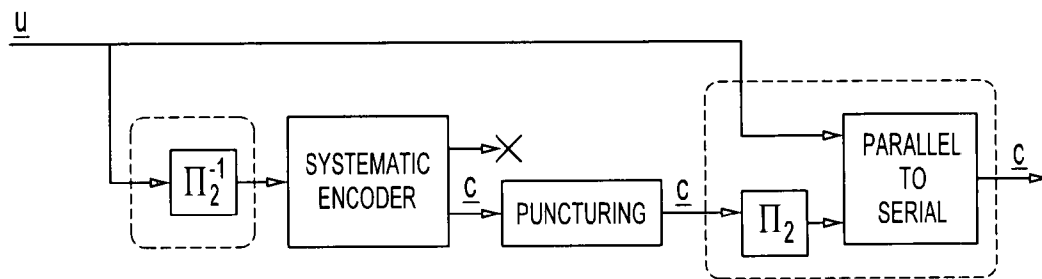 u
Π₂⁻¹
SYSTEMATIC
ENCODER
c
PUNCTURING
c
Π₂
PARALLEL
TO
SERIAL
c